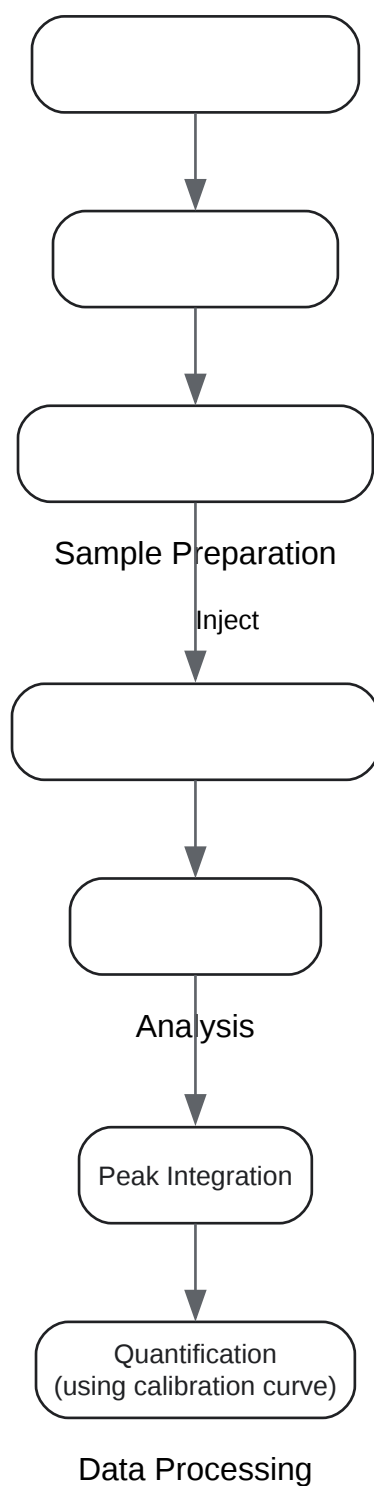 Sample Preparation
Inject
Analysis
Peak Integration
Quantification
(using calibration curve)
Data Processing